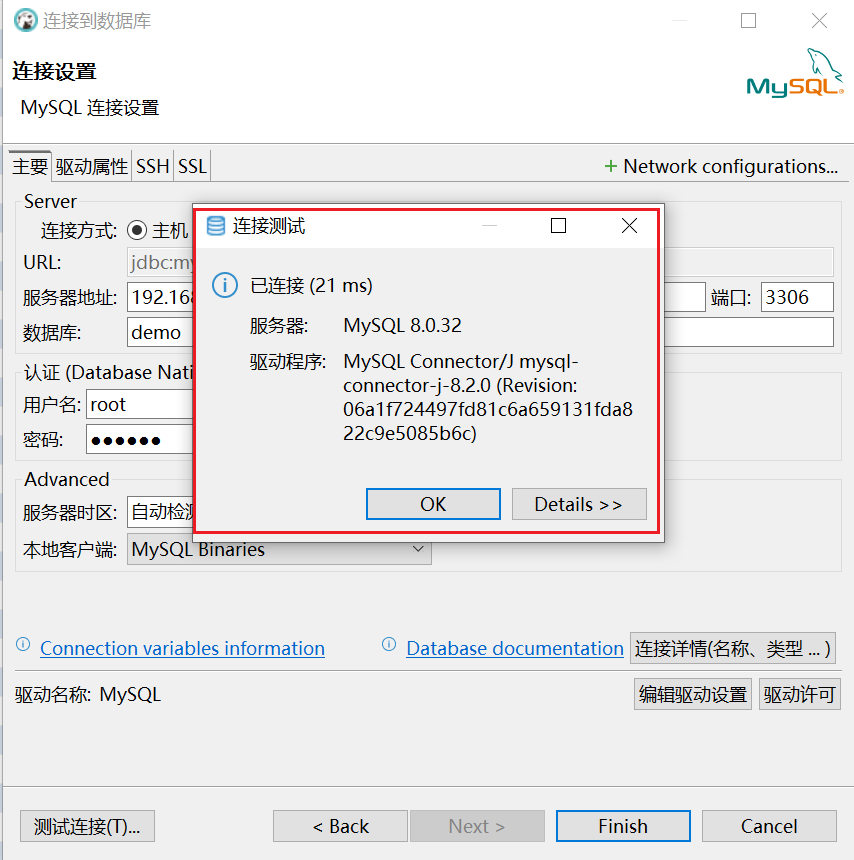 连接到数据库
连接设置
MySQL 连接设置
MySQL
主要 驱动属性 SSH SSL
Network configurations...
Server
连接方式: 主机
URL: jdbc:my
服务器地址: 192.168
端口: 3306
数据库: demo
认证 (Database Nati
用户名: root
密码: ●●●●●●
Advanced
服务器时区: 自动检测
本地客户端: MySQL Binaries
连接测试
已连接 (21 ms)
服务器: MySQL 8.0.32
驱动程序: MySQL Connector/J mysql-
connector-j-8.2.0 (Revision:
06a1f724497fd81c6a659131fda8
22c9e5085b6c)
OK Details >>
Connection variables information
Database documentation
连接详情(名称、类型 ... )
驱动名称: MySQL
编辑驱动设置 驱动许可
测试连接(T)...
< Back Next > Finish Cancel